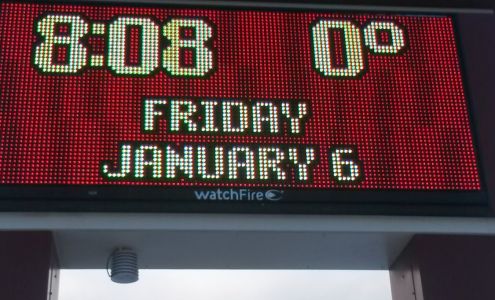 8:08 0°
FRIDAY
JANUARY 6
watchFire